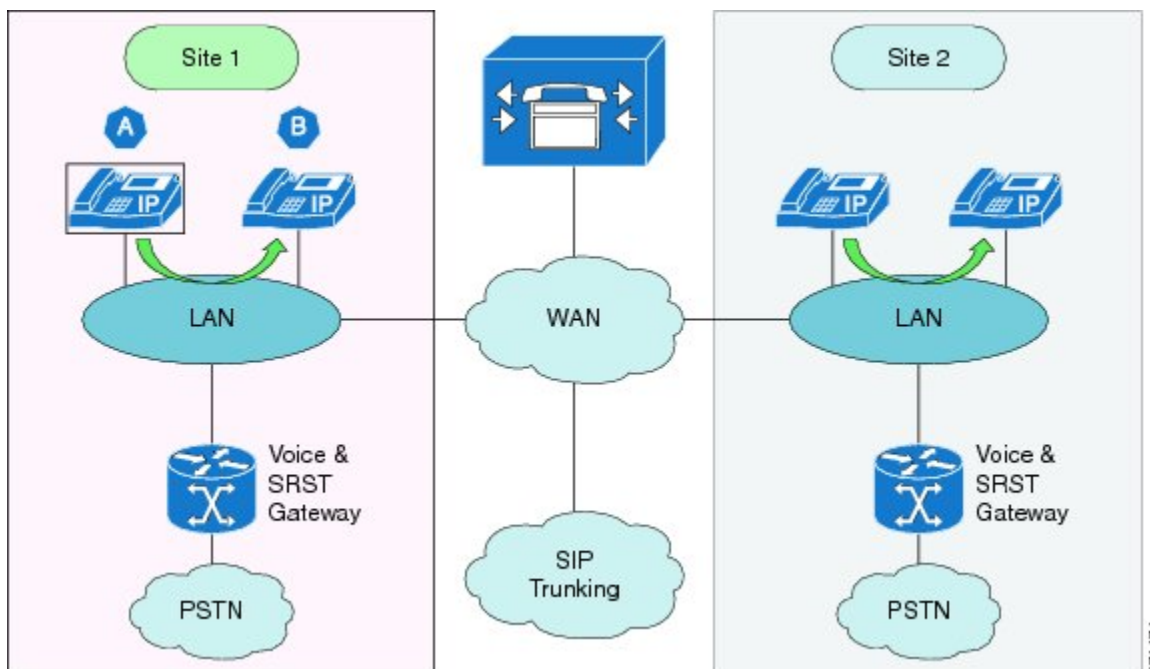 Site 1
Site 2
A
B
IP
IP
IP
IP
LAN
WAN
LAN
Voice &
SRST
Gateway
Voice &
SRST
Gateway
SIP
Trunking
PSTN
PSTN